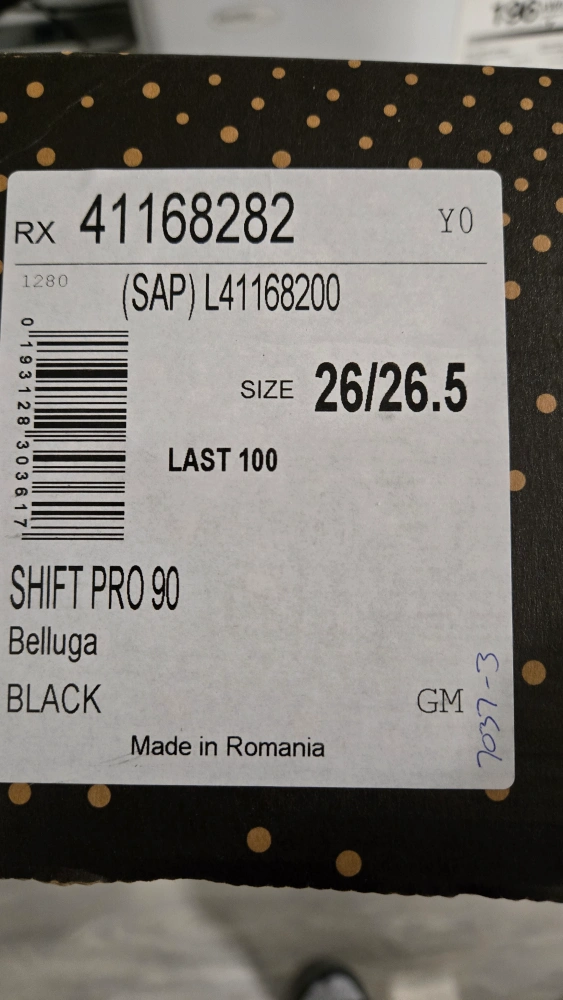 RX 41168282 Y0
1280 (SAP) L41168200
0 193128 303617
SIZE 26/26.5
LAST 100
SHIFT PRO 90
Belluga
BLACK GM
Made in Romania
7037-3